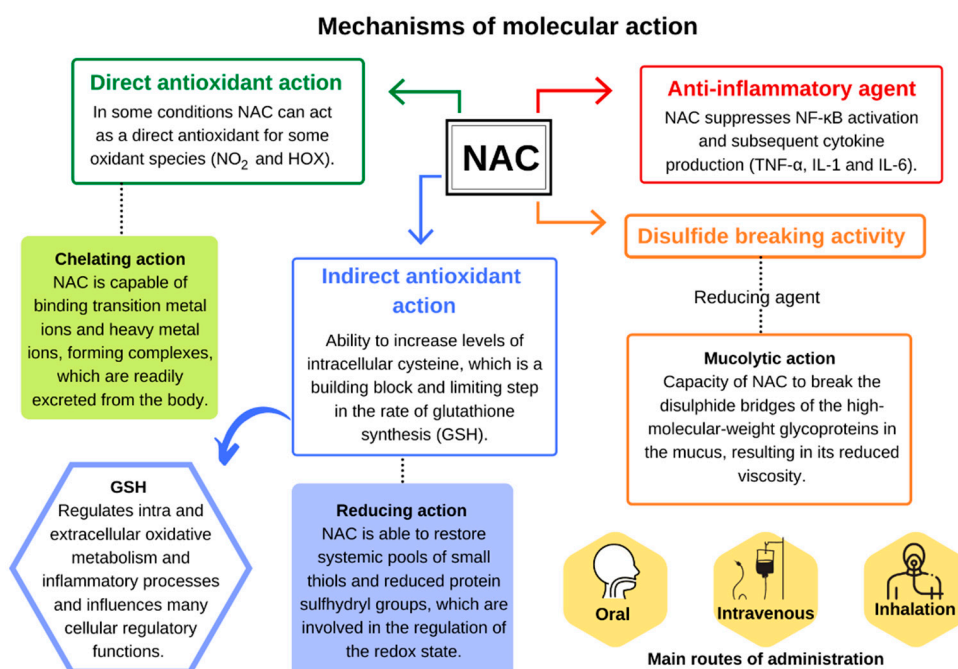 Mechanisms of molecular action
Direct antioxidant action
In some conditions NAC can act
as a direct antioxidant for some
oxidant species (NO₂ and HOX).
NAC
Anti-inflammatory agent
NAC suppresses NF-κB activation
and subsequent cytokine
production (TNF-α, IL-1 and IL-6).
Disulfide breaking activity
Reducing agent
Chelating action
NAC is capable of
binding transition metal
ions and heavy metal
ions, forming complexes,
which are readily
excreted from the body.
Indirect antioxidant
action
Ability to increase levels of
intracellular cysteine, which is a
building block and limiting step
in the rate of glutathione
synthesis (GSH).
Mucolytic action
Capacity of NAC to break the
disulphide bridges of the high-
molecular-weight glycoproteins in
the mucus, resulting in its reduced
viscosity.
GSH
Regulates intra and
extracellular oxidative
metabolism and
inflammatory processes
and influences many
cellular regulatory
functions.
Reducing action
NAC is able to restore
systemic pools of small
thiols and reduced protein
sulfhydryl groups, which are
involved in the regulation of
the redox state.
Oral
Intravenous
Inhalation
Main routes of administration